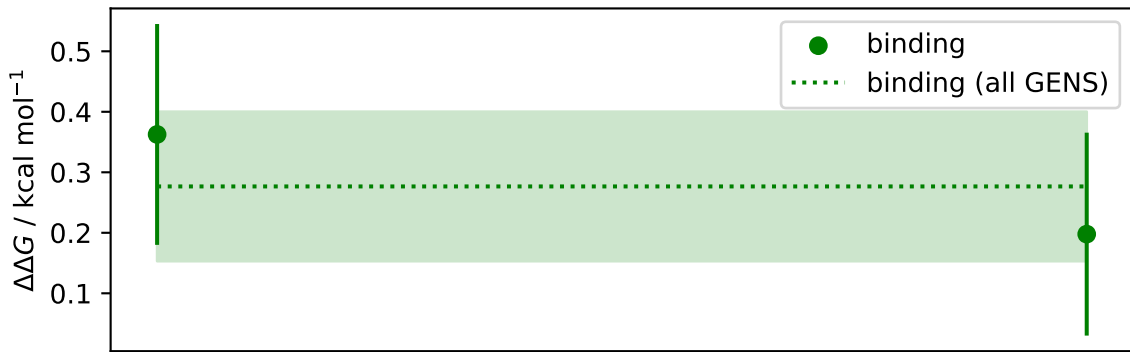 0.5
0.4
0.3
0.2
0.1
ΔΔG / kcal mol⁻¹
binding
binding (all GENS)